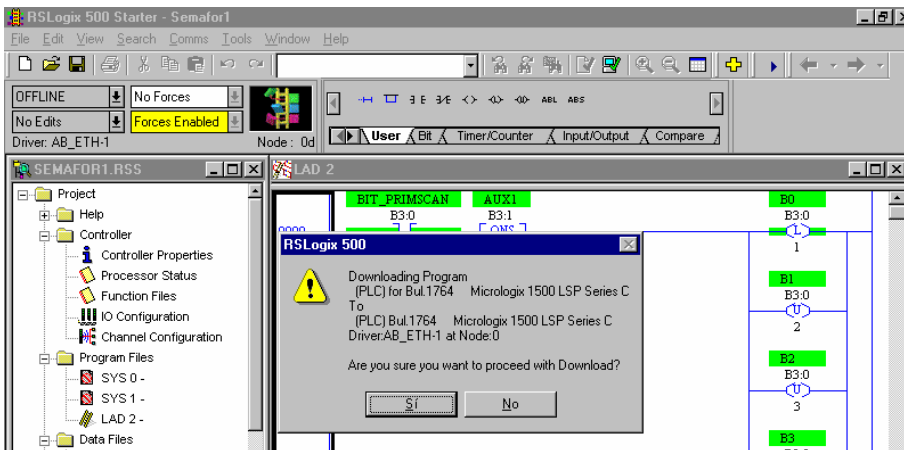 RSLogix 500 Starter - Semafor1
File Edit View Search Comms Tools Window Help
OFFLINE No Forces
No Edits Forces Enabled
Driver: AB_ETH-1 Node : 0d
ABL ABS
User Bit Timer/Counter Input/Output Compare
SEMAFOR1.RSS
LAD 2
Project
Help
Controller
Controller Properties
Processor Status
Function Files
IO Configuration
Channel Configuration
Program Files
SYS 0 -
SYS 1 -
LAD 2 -
Data Files
BIT_PRIMSCAN AUX1 B0
B3:0 B3:1 B3:0
0000 ONS L
1
B1
B3:0
U
2
B2
B3:0
U
3
B3
RSLogix 500
Downloading Program
(PLC) for Bul.1764 Micrologix 1500 LSP Series C
To
(PLC) Bul.1764 Micrologix 1500 LSP Series C
Driver:AB_ETH-1 at Node:0
Are you sure you want to proceed with Download?
Sí No